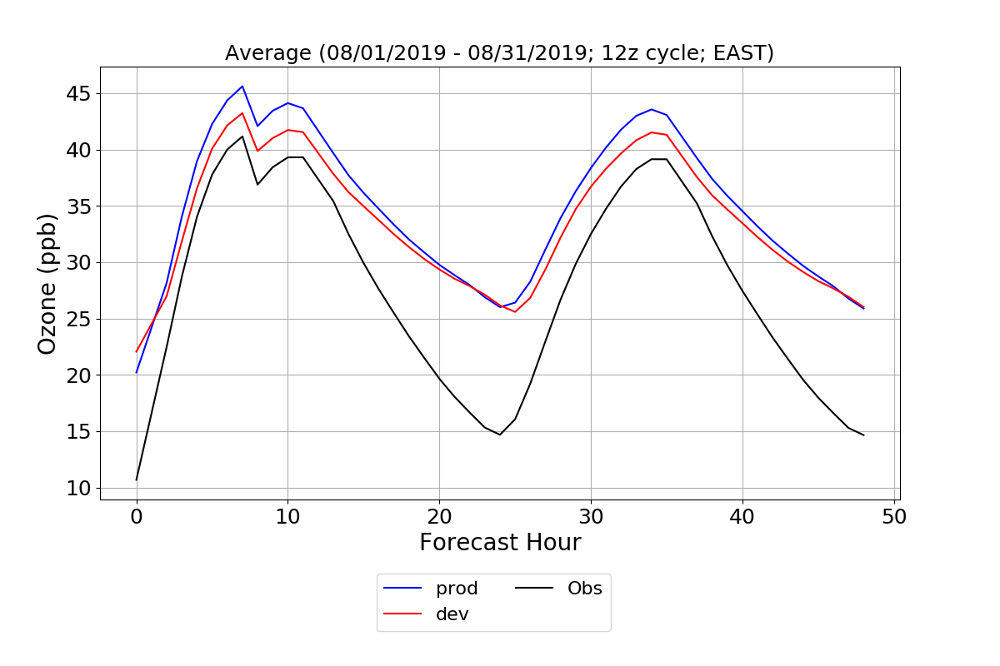 Average (08/01/2019 - 08/31/2019; 12z cycle; EAST)
Ozone (ppb)
45
40
35
30
25
20
15
10
0 10 20 30 40 50
Forecast Hour
prod Obs
dev